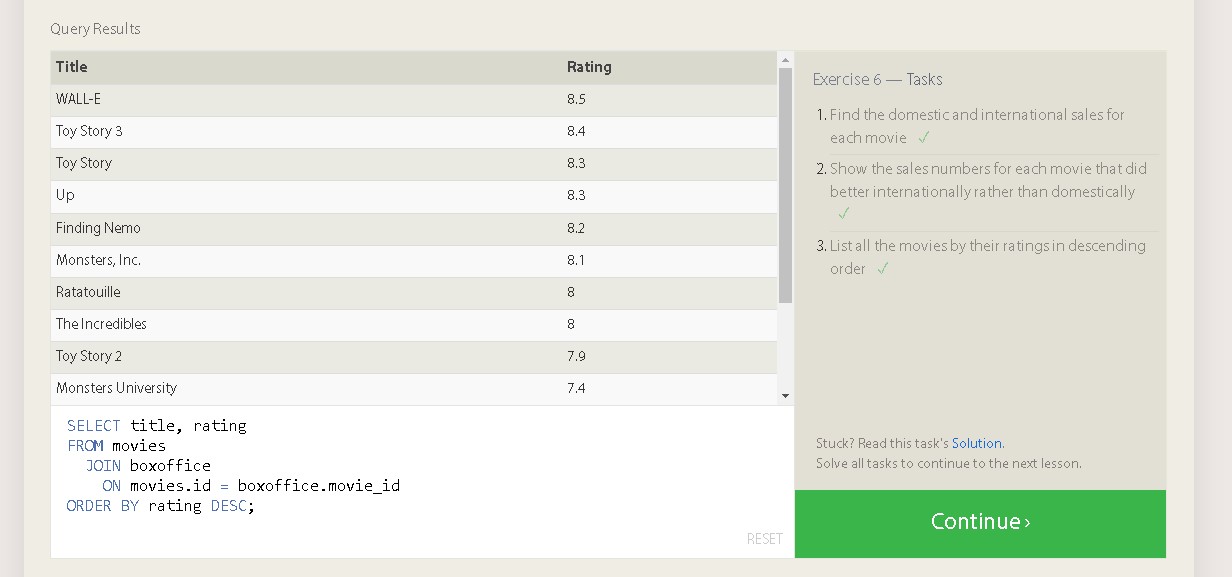 Query Results
Title Rating
WALL-E 8.5
Toy Story 3 8.4
Toy Story 8.3
Up 8.3
Finding Nemo 8.2
Monsters, Inc. 8.1
Ratatouille 8
The Incredibles 8
Toy Story 2 7.9
Monsters University 7.4
SELECT title, rating
FROM movies
JOIN boxoffice
ON movies.id = boxoffice.movie_id
ORDER BY rating DESC;
RESET
Exercise 6 — Tasks
1. Find the domestic and international sales for
each movie ✓
2. Show the sales numbers for each movie that did
better internationally rather than domestically
✓
3. List all the movies by their ratings in descending
order ✓
Stuck? Read this task's Solution.
Solve all tasks to continue to the next lesson.
Continue ›